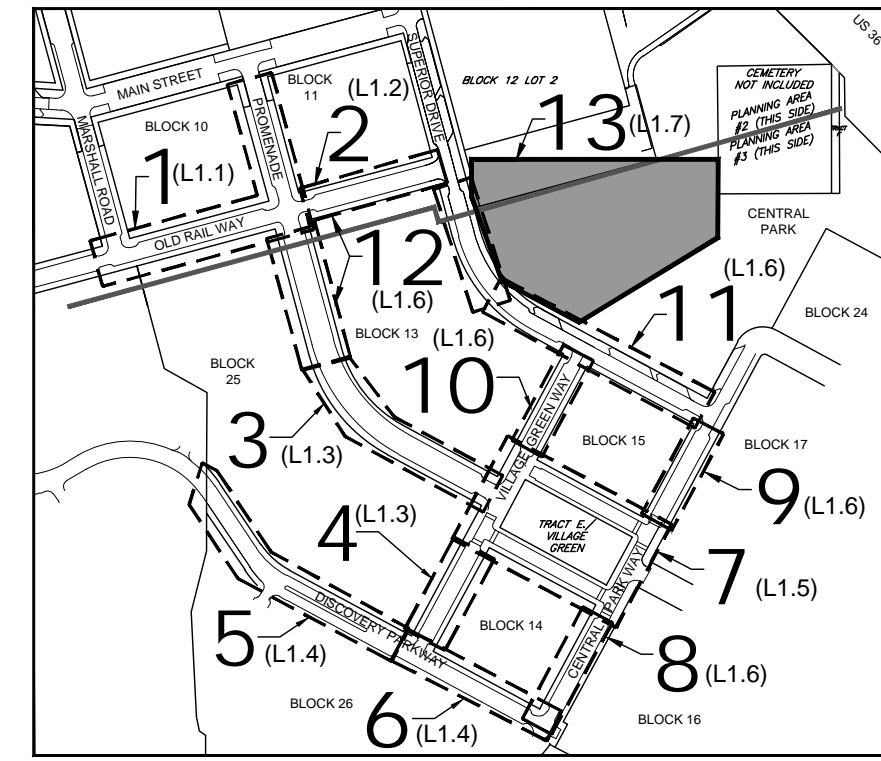 US 36
MAIN STREET
BLOCK
11
SUPERIOR DRIVE
BLOCK 12 LOT 2
CEMETERY
NOT INCLUDED
PLANNING AREA
#2 (THIS SIDE)
PLANNING AREA
#3 (THIS SIDE)
MARSHALL ROAD
BLOCK 10
PROMENADE
2 (L1.2)
13 (L1.7)
1 (L1.1)
OLD RAIL WAY
CENTRAL
PARK
12
(L1.6)
BLOCK 13
11
(L1.6)
BLOCK 24
BLOCK
25
10
(L1.6)
VILLAGE GREEN WAY
BLOCK 15
BLOCK 17
3 (L1.3)
9
(L1.6)
4 (L1.3)
TRACT E,
VILLAGE
GREEN
7
(L1.5)
CENTRAL PARK WAY
DISCOVERY PARKWAY
BLOCK 14
5
(L1.4)
8 (L1.6)
BLOCK 26
6 (L1.4)
BLOCK 16